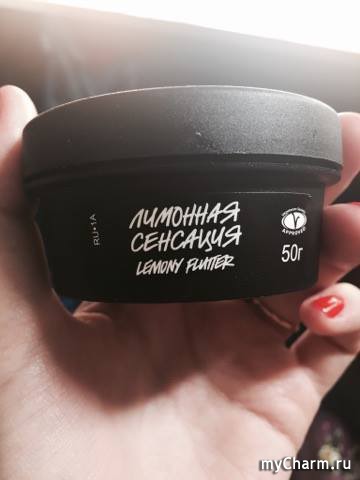 RU•1A
ЛИМОННАЯ
СЕНСАЦИЯ
LEMONY FLUTTER
APPROVED
50г
myCharm.ru